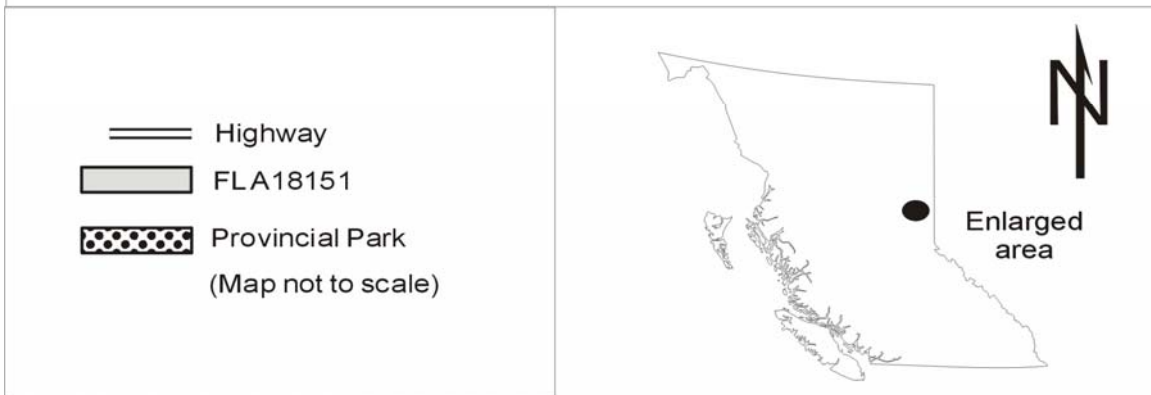 Highway
FLA18151
Provincial Park
(Map not to scale)
N
Enlarged
area